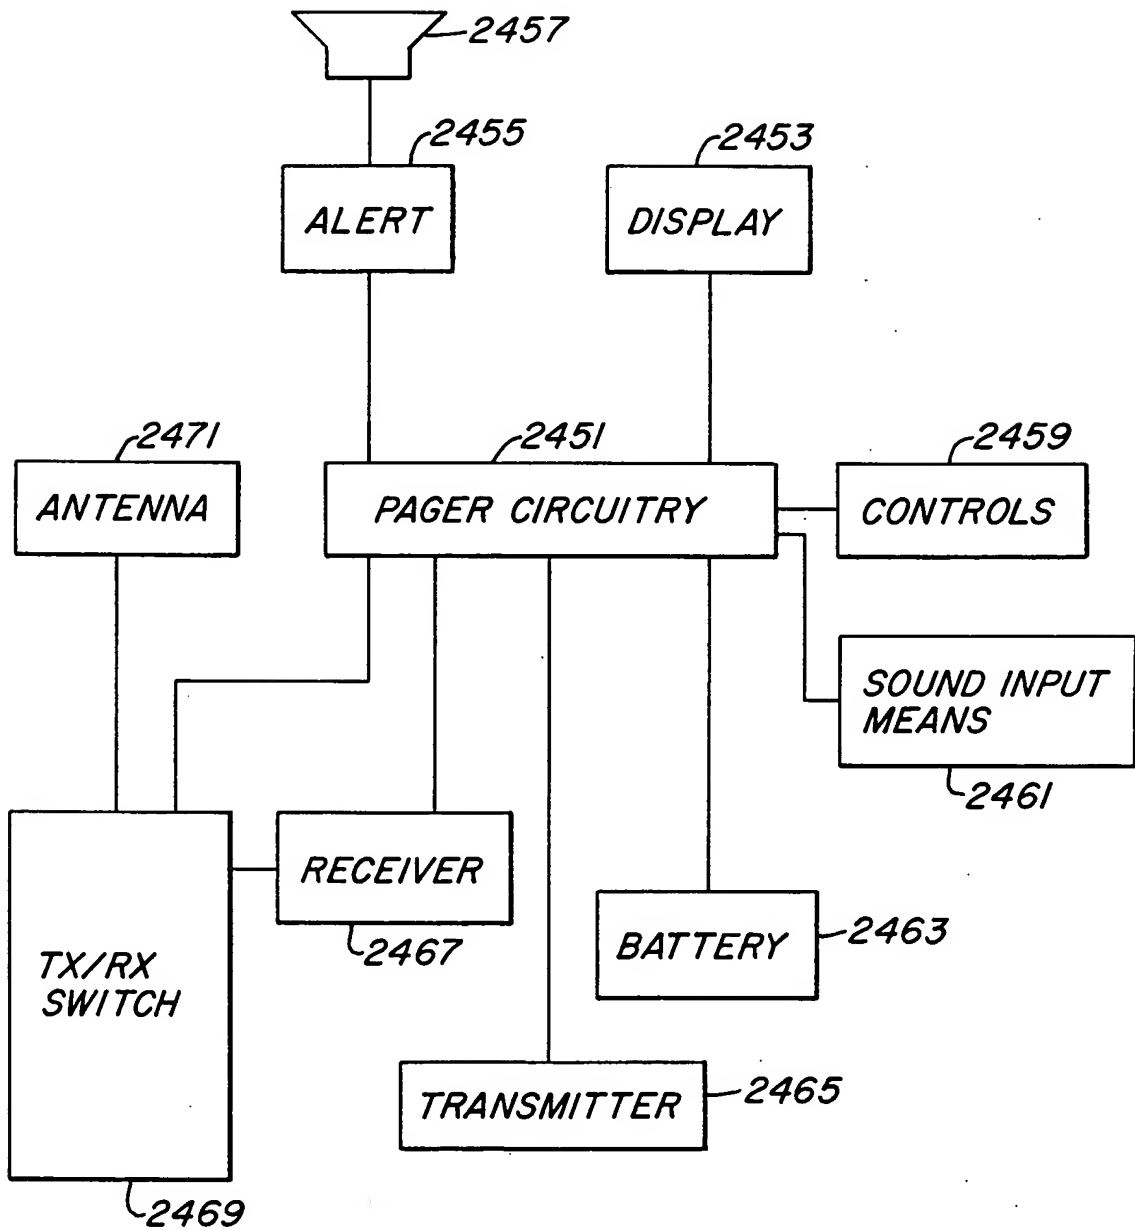 2457
2455
ALERT
2453
DISPLAY
2471
ANTENNA
2451
PAGER CIRCUITRY
2459
CONTROLS
SOUND INPUT
MEANS
2461
RECEIVER
2467
BATTERY
2463
TX/RX
SWITCH
2469
TRANSMITTER
2465